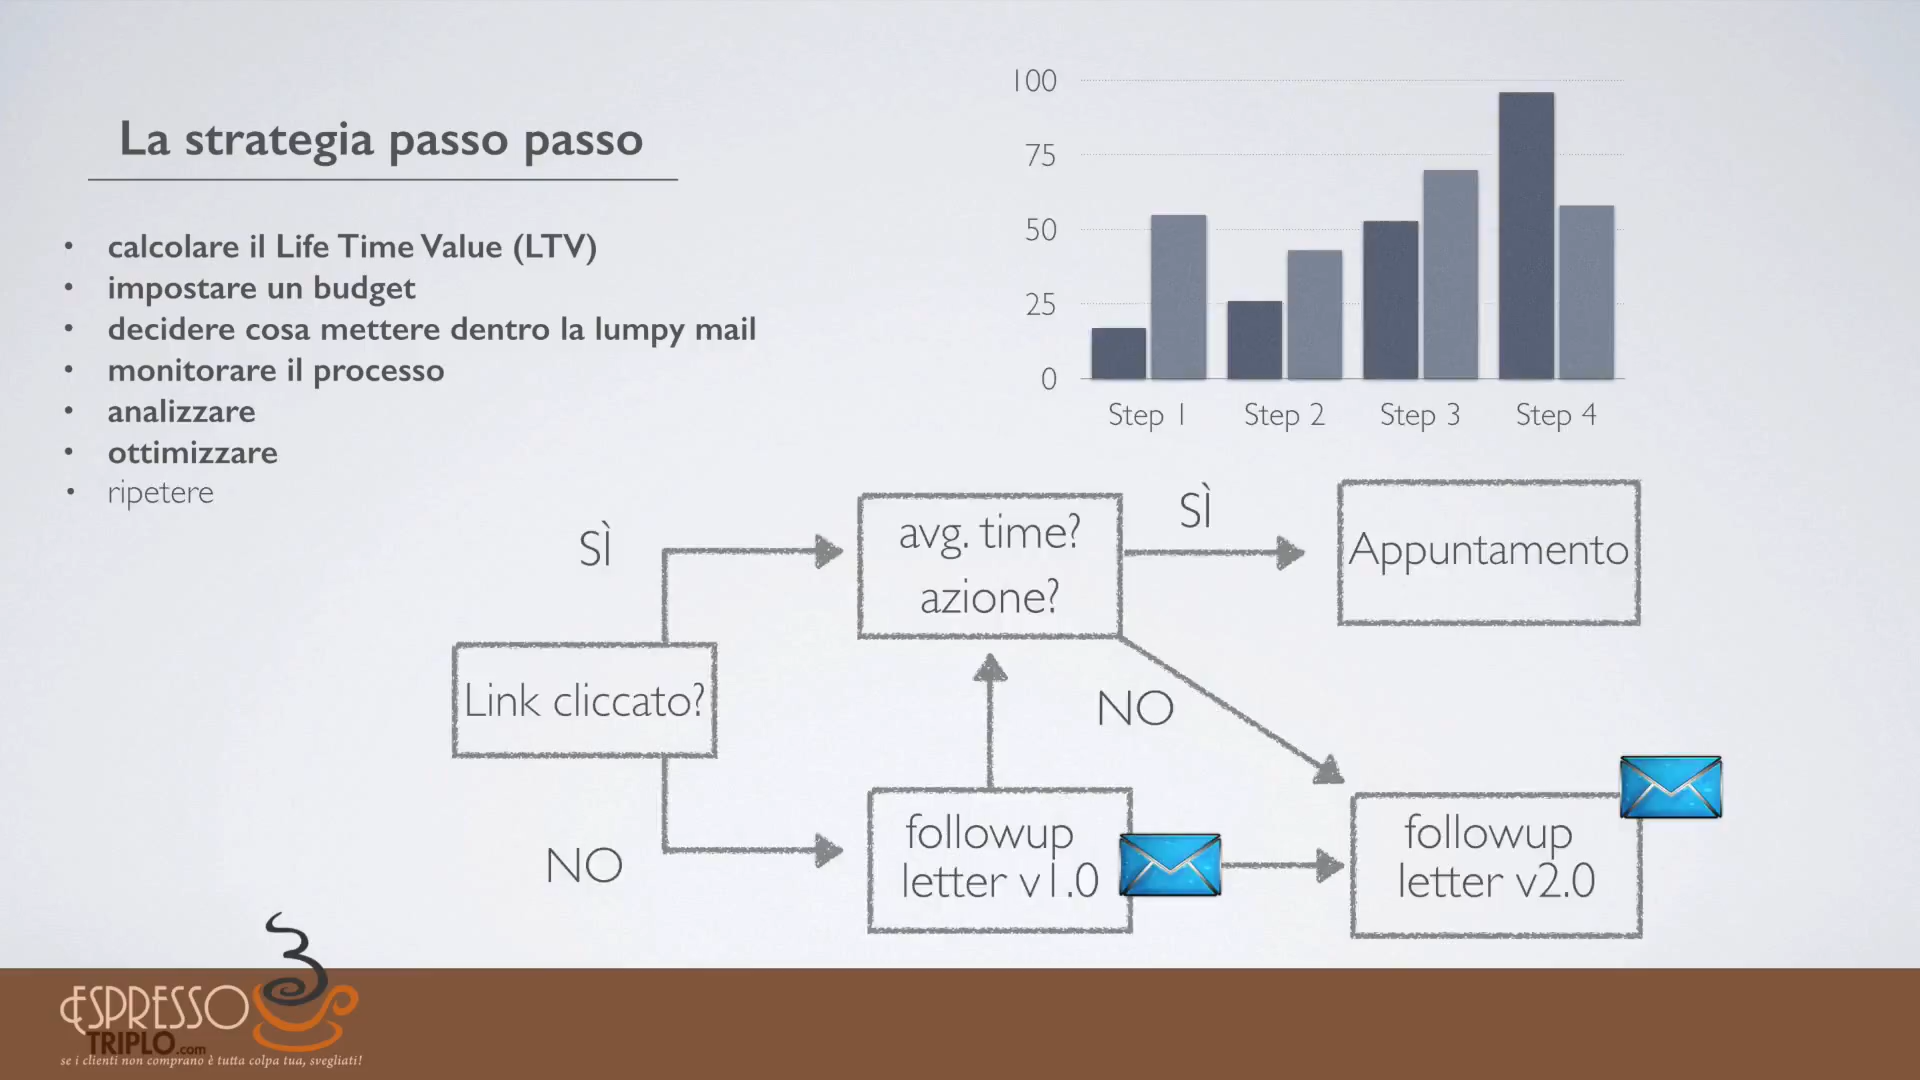 La strategia passo passo
• calcolare il Life Time Value (LTV)
• impostare un budget
• decidere cosa mettere dentro la lumpy mail
• monitorare il processo
• analizzare
• ottimizzare
• ripetere
100
75
50
25
0
Step 1
Step 2
Step 3
Step 4
SÌ
avg. time?
azione?
SÌ
Appuntamento
Link cliccato?
NO
NO
followup
letter v1.0
followup
letter v2.0
ESPRESSO
TRIPLO.com
se i clienti non comprano è tutta colpa tua, svegliati!